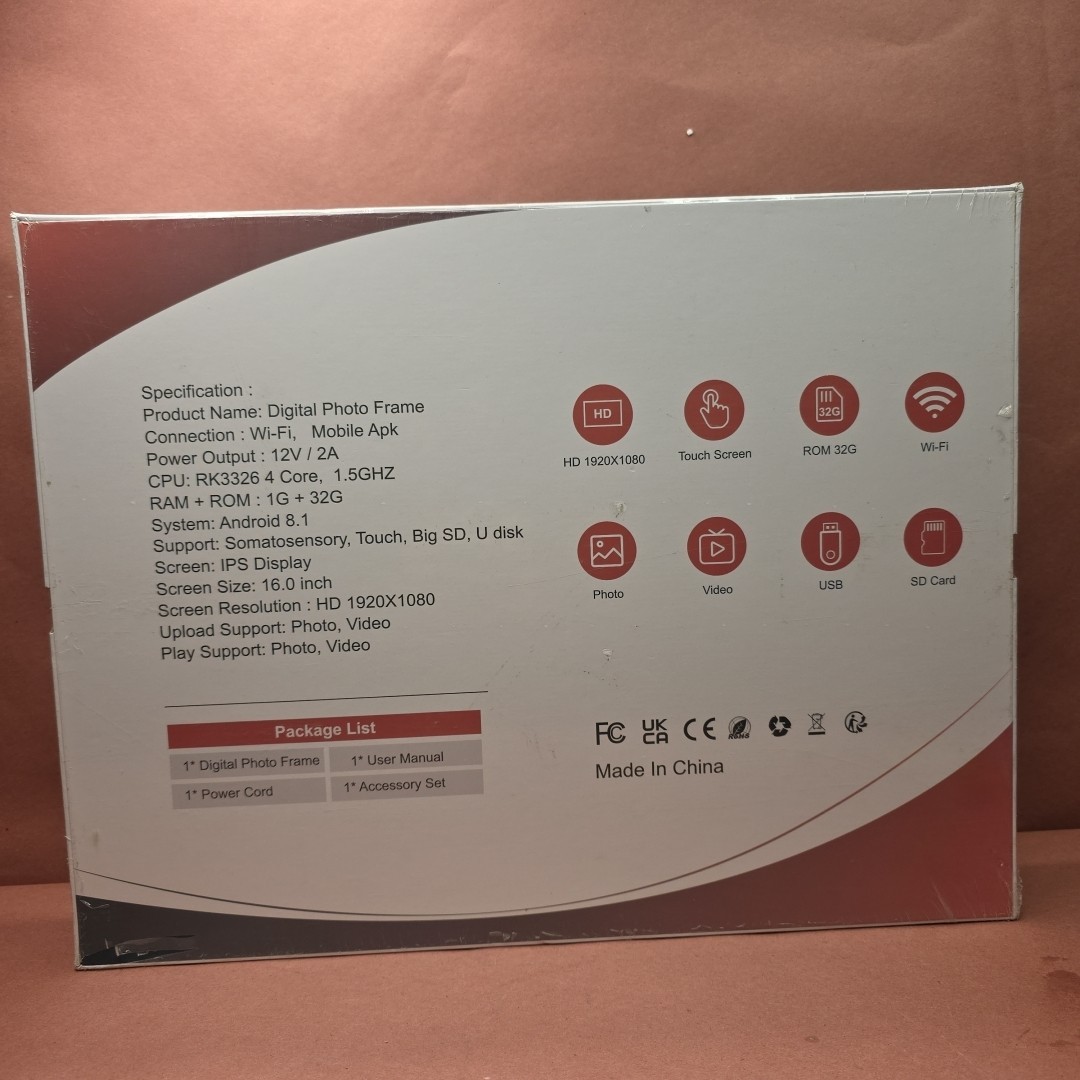 Specification :
Product Name: Digital Photo Frame
Connection : Wi-Fi, Mobile Apk
Power Output : 12V / 2A
CPU: RK3326 4 Core, 1.5GHZ
RAM + ROM : 1G + 32G
System: Android 8.1
Support: Somatosensory, Touch, Big SD, U disk
Screen: IPS Display
Screen Size: 16.0 inch
Screen Resolution : HD 1920X1080
Upload Support: Photo, Video
Play Support: Photo, Video
Package List
1* Digital Photo Frame 1* User Manual
1* Power Cord 1* Accessory Set
HD 32G
HD 1920X1080 Touch Screen ROM 32G Wi-Fi
Photo Video USB SD Card
FC UK CA CE RoHS
Made In China